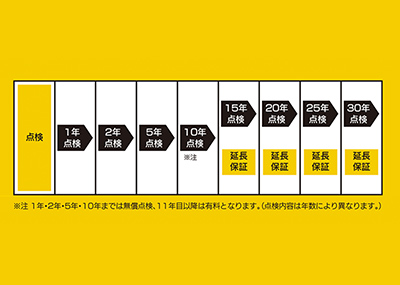 点検
1年
点検
2年
点検
5年
点検
10年
点検
※注
15年
点検
延長
保証
20年
点検
延長
保証
25年
点検
延長
保証
30年
点検
延長
保証
※注 1年・2年・5年・10年までは無償点検、11年目以降は有料となります。（点検内容は年数により異なります。）